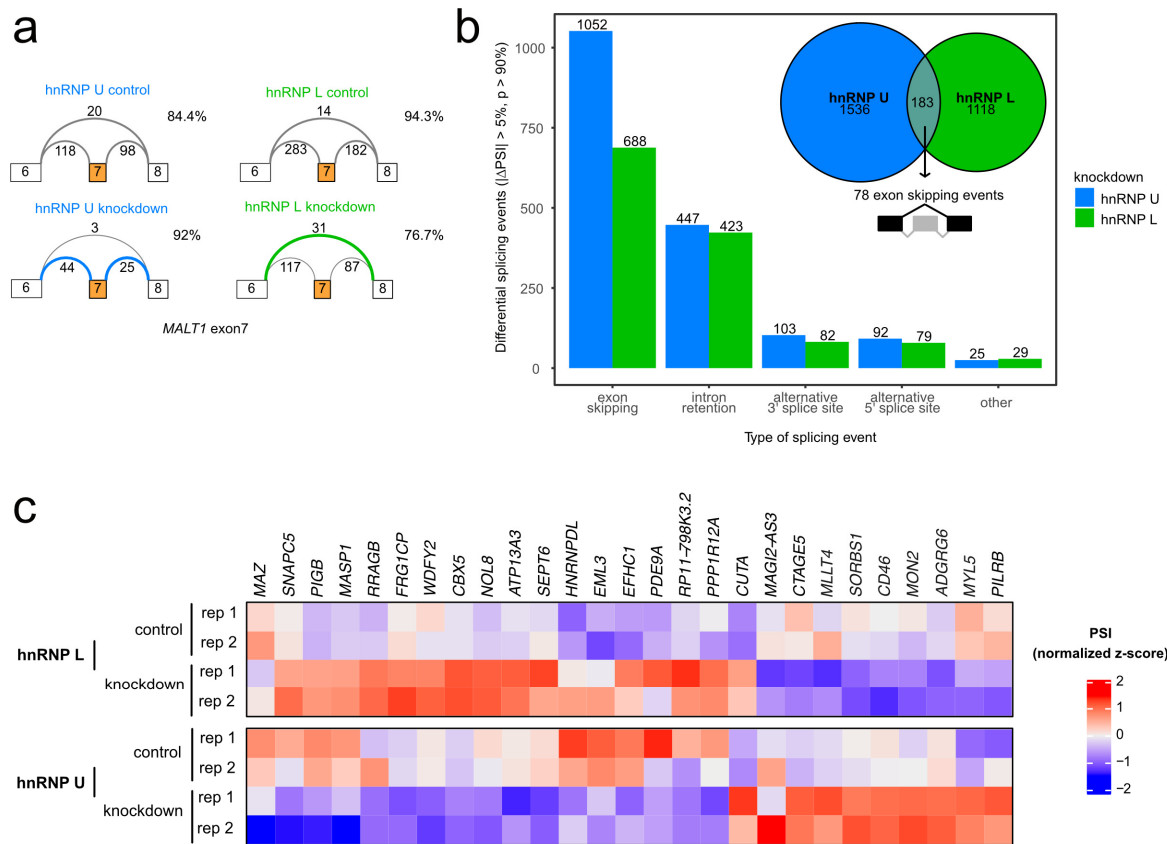 a
hnRNP U control
20
84.4%
118
98
6
7
8
hnRNP L control
14
94.3%
283
182
6
7
8
hnRNP U knockdown
3
92%
44
25
6
7
8
hnRNP L knockdown
31
76.7%
117
87
6
7
8
MALT1 exon7
b
Differential splicing events (|ΔPSI| > 5%, p > 90%)
1000
750
500
250
0
1052
688
447
423
103
82
92
79
25
29
exon
skipping
intron
retention
alternative
3' splice site
alternative
5' splice site
other
Type of splicing event
hnRNP U
1536
183
hnRNP L
1118
78 exon skipping events
knockdown
hnRNP U
hnRNP L
c
MAZ
SNAPC5
PIGB
MASP1
RRAGB
FRG1CP
WDFY2
CBX5
NOL8
ATP13A3
SEPT6
HNRNPDL
EML3
EFHC1
PDE9A
RP11-798K3.2
PPP1R12A
CUTA
MAGI2-AS3
CTAGE5
MLLT4
SORBS1
CD46
MON2
ADGRG6
MYL5
PILRB
hnRNP L
control
rep 1
rep 2
knockdown
rep 1
rep 2
hnRNP U
control
rep 1
rep 2
knockdown
rep 1
rep 2
PSI
(normalized z-score)
2
1
0
−1
−2